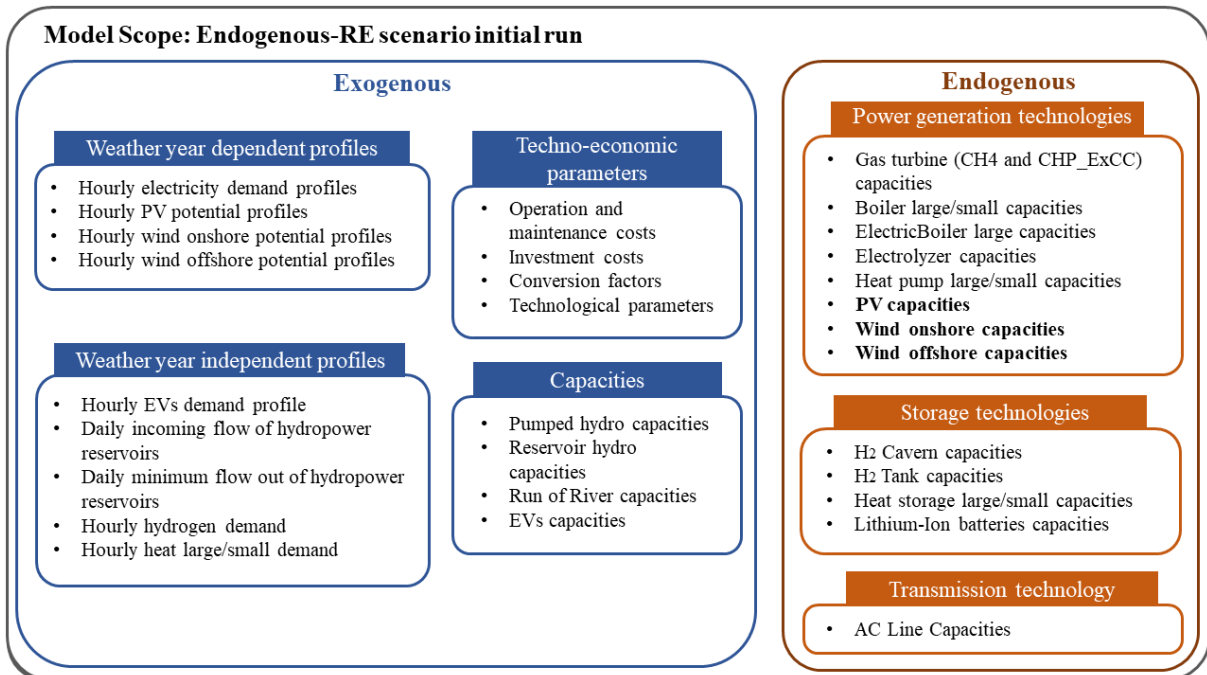 Model Scope: Endogenous-RE scenario initial run
Exogenous
Weather year dependent profiles
• Hourly electricity demand profiles
• Hourly PV potential profiles
• Hourly wind onshore potential profiles
• Hourly wind offshore potential profiles
Techno-economic
parameters
• Operation and
maintenance costs
• Investment costs
• Conversion factors
• Technological parameters
Weather year independent profiles
• Hourly EVs demand profile
• Daily incoming flow of hydropower
reservoirs
• Daily minimum flow out of hydropower
reservoirs
• Hourly hydrogen demand
• Hourly heat large/small demand
Capacities
• Pumped hydro capacities
• Reservoir hydro
capacities
• Run of River capacities
• EVs capacities
Endogenous
Power generation technologies
• Gas turbine (CH4 and CHP_ExCC)
capacities
• Boiler large/small capacities
• ElectricBoiler large capacities
• Electrolyzer capacities
• Heat pump large/small capacities
• PV capacities
• Wind onshore capacities
• Wind offshore capacities
Storage technologies
• H2 Cavern capacities
• H2 Tank capacities
• Heat storage large/small capacities
• Lithium-Ion batteries capacities
Transmission technology
• AC Line Capacities